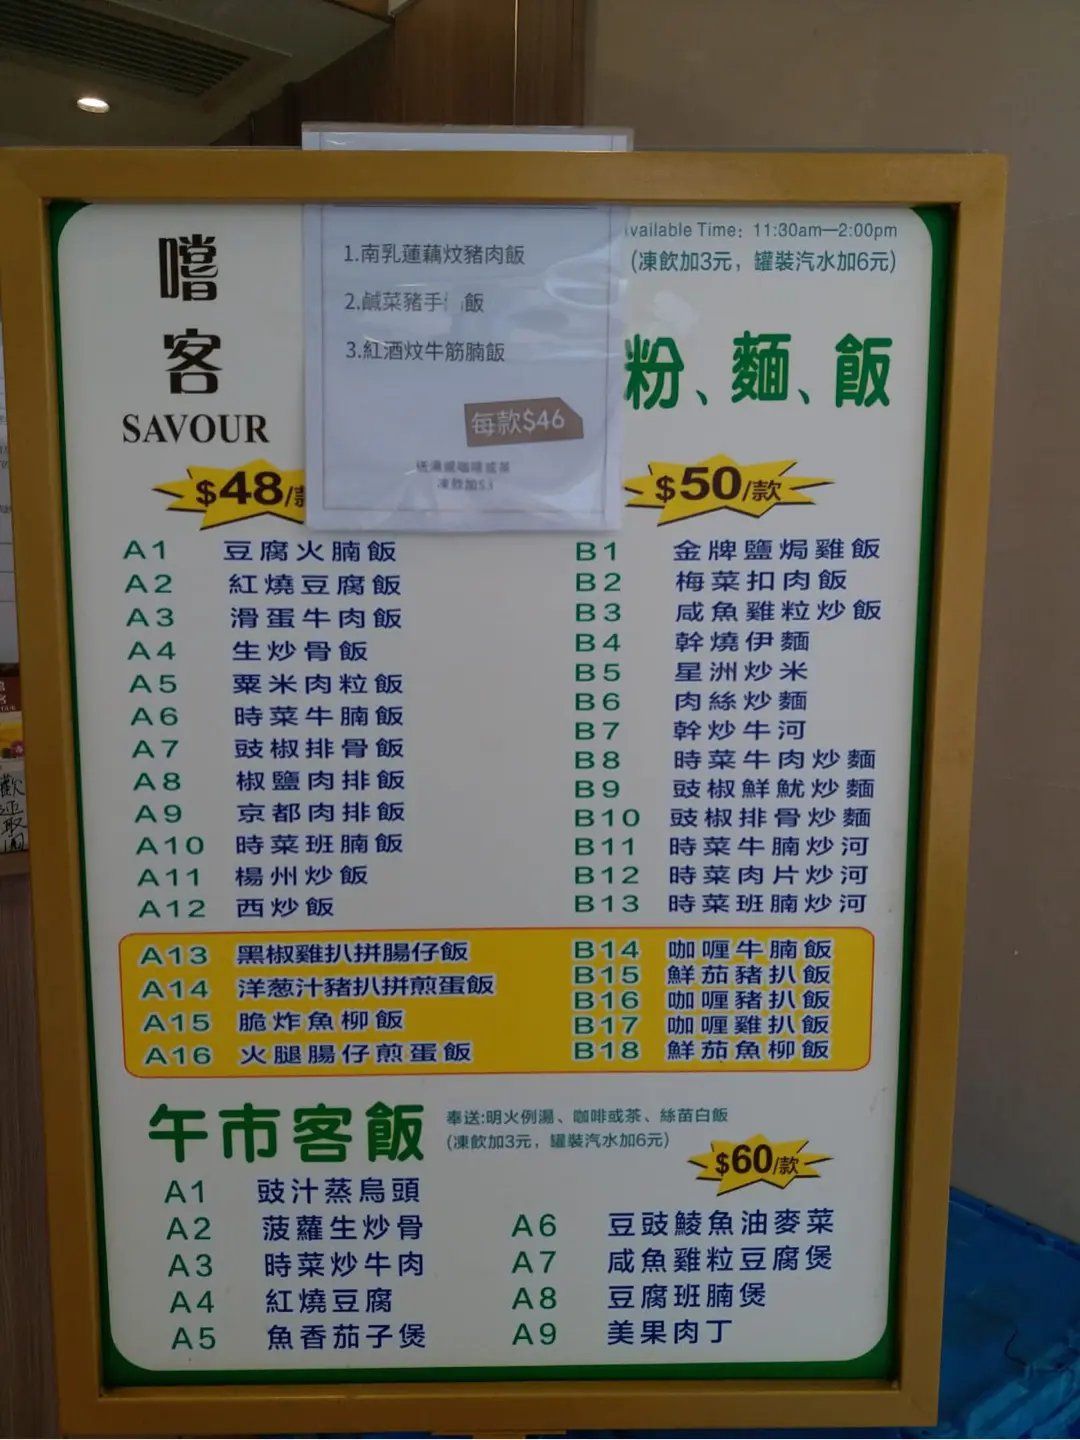 嚐
客
SAVOUR
1.南乳蓮藕炆豬肉飯
2.鹹菜豬手 飯
3.紅酒炆牛筋腩飯
每款$46
送湯或咖啡或茶
凍飲加$3
vailable Time: 11:30am—2:00pm
(凍飲加3元，罐裝汽水加6元)
粉、麵、飯
$48/款
A1 豆腐火腩飯
A2 紅燒豆腐飯
A3 滑蛋牛肉飯
A4 生炒骨飯
A5 粟米肉粒飯
A6 時菜牛腩飯
A7 豉椒排骨飯
A8 椒鹽肉排飯
A9 京都肉排飯
A10 時菜班腩飯
A11 楊州炒飯
A12 西炒飯
A13 黑椒雞扒拼腸仔飯
A14 洋葱汁豬扒拼煎蛋飯
A15 脆炸魚柳飯
A16 火腿腸仔煎蛋飯
$50/款
B1 金牌鹽焗雞飯
B2 梅菜扣肉飯
B3 咸魚雞粒炒飯
B4 幹燒伊麵
B5 星洲炒米
B6 肉絲炒麵
B7 幹炒牛河
B8 時菜牛肉炒麵
B9 豉椒鮮魷炒麵
B10 豉椒排骨炒麵
B11 時菜牛腩炒河
B12 時菜肉片炒河
B13 時菜班腩炒河
B14 咖喱牛腩飯
B15 鮮茄豬扒飯
B16 咖喱豬扒飯
B17 咖喱雞扒飯
B18 鮮茄魚柳飯
午市客飯
奉送:明火例湯、咖啡或茶、絲苗白飯
(凍飲加3元，罐裝汽水加6元)
$60/款
A1 豉汁蒸烏頭
A2 菠蘿生炒骨
A3 時菜炒牛肉
A4 紅燒豆腐
A5 魚香茄子煲
A6 豆豉鯪魚油麥菜
A7 咸魚雞粒豆腐煲
A8 豆腐班腩煲
A9 美果肉丁